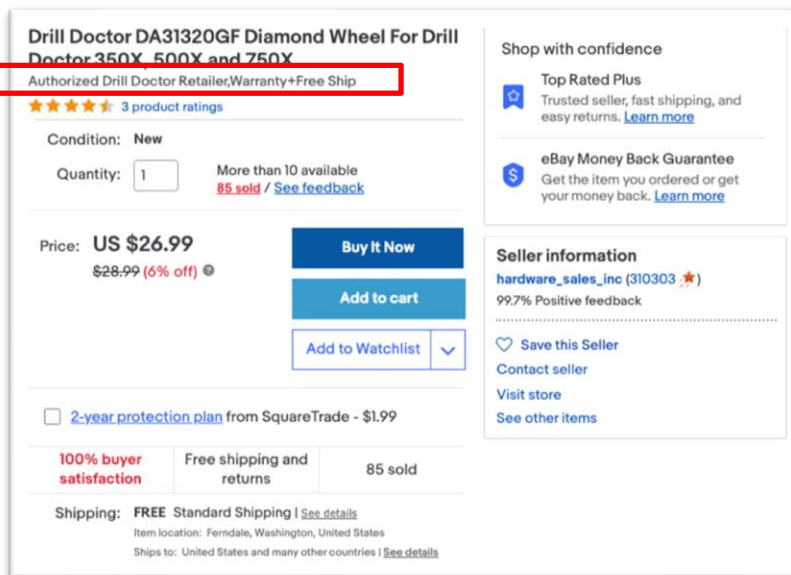 Drill Doctor DA31320GF Diamond Wheel For Drill
Doctor 350X, 500X and 750X
Authorized Drill Doctor Retailer,Warranty+Free Ship
3 product ratings
Condition: New
Quantity: 1
More than 10 available
85 sold / See feedback
Price: US $26.99
$28.99 (6% off)
Buy It Now
Add to cart
Add to Watchlist
2-year protection plan from SquareTrade - $1.99
100% buyer
satisfaction
Free shipping and
returns
85 sold
Shipping: FREE Standard Shipping | See details
Item location: Ferndale, Washington, United States
Ships to: United States and many other countries | See details
Shop with confidence
Top Rated Plus
Trusted seller, fast shipping, and
easy returns. Learn more
eBay Money Back Guarantee
Get the item you ordered or get
your money back. Learn more
Seller information
hardware_sales_inc (310303)
99.7% Positive feedback
Save this Seller
Contact seller
Visit store
See other items